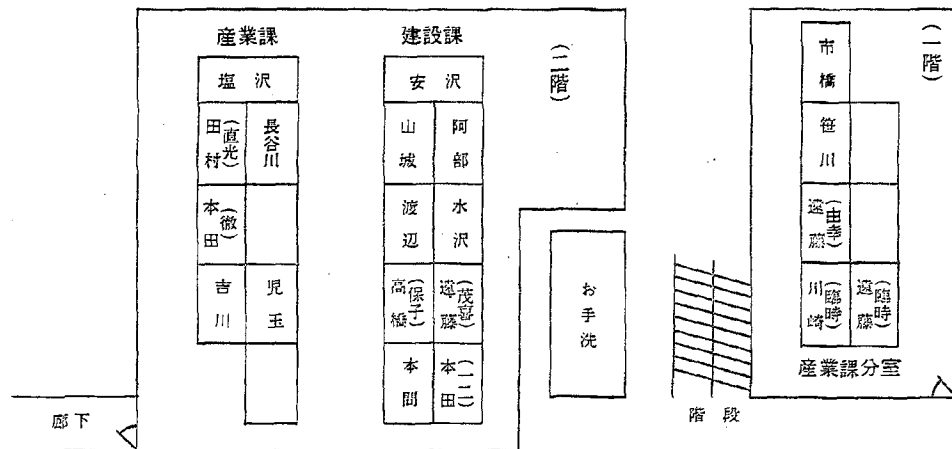 産業課
塩沢
田村(直光)
長谷川
本田(徹)
吉川
児玉
建設課
安沢
山城
阿部
渡辺
水沢
高橋(保子)
遠藤(茂喜)
本間
本田(一二)
(二階)
お手洗
廊下
階段
(一階)
市橋
笹川
遠藤(由幸)
川崎(臨時)
遠藤(臨時)
産業課分室